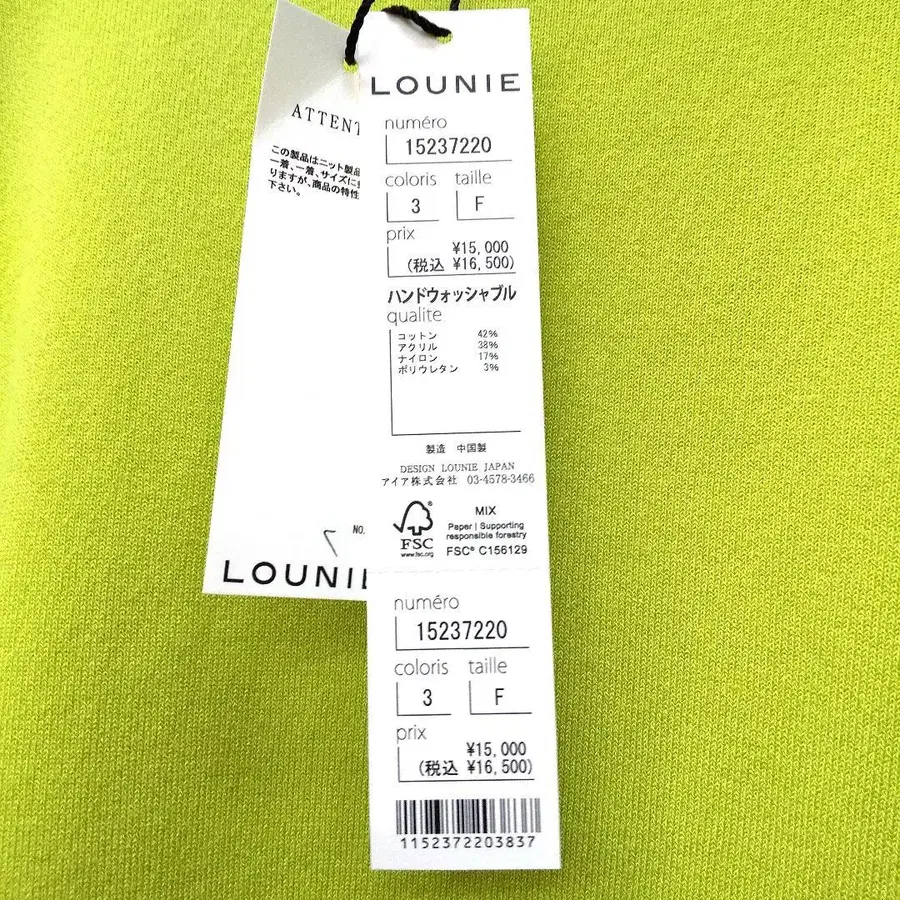 ATTENT
この製品はニット製品
一着、一着、サイズに
りますが、商品の特性
下さい。
NO.
LOUNIE
LOUNIE
numéro
15237220
coloris taille
3 F
prix
¥15,000
(税込 ¥16,500)
ハンドウォッシャブル
qualite
コットン 42%
アクリル 38%
ナイロン 17%
ポリウレタン 3%
製造 中国製
DESIGN LOUNIE JAPAN
アイア株式会社 03-4578-3466
FSC
www.fsc.org
MIX
Paper | Supporting
responsible forestry
FSC® C156129
numéro
15237220
coloris taille
3 F
prix
¥15,000
(税込 ¥16,500)
1152372203837